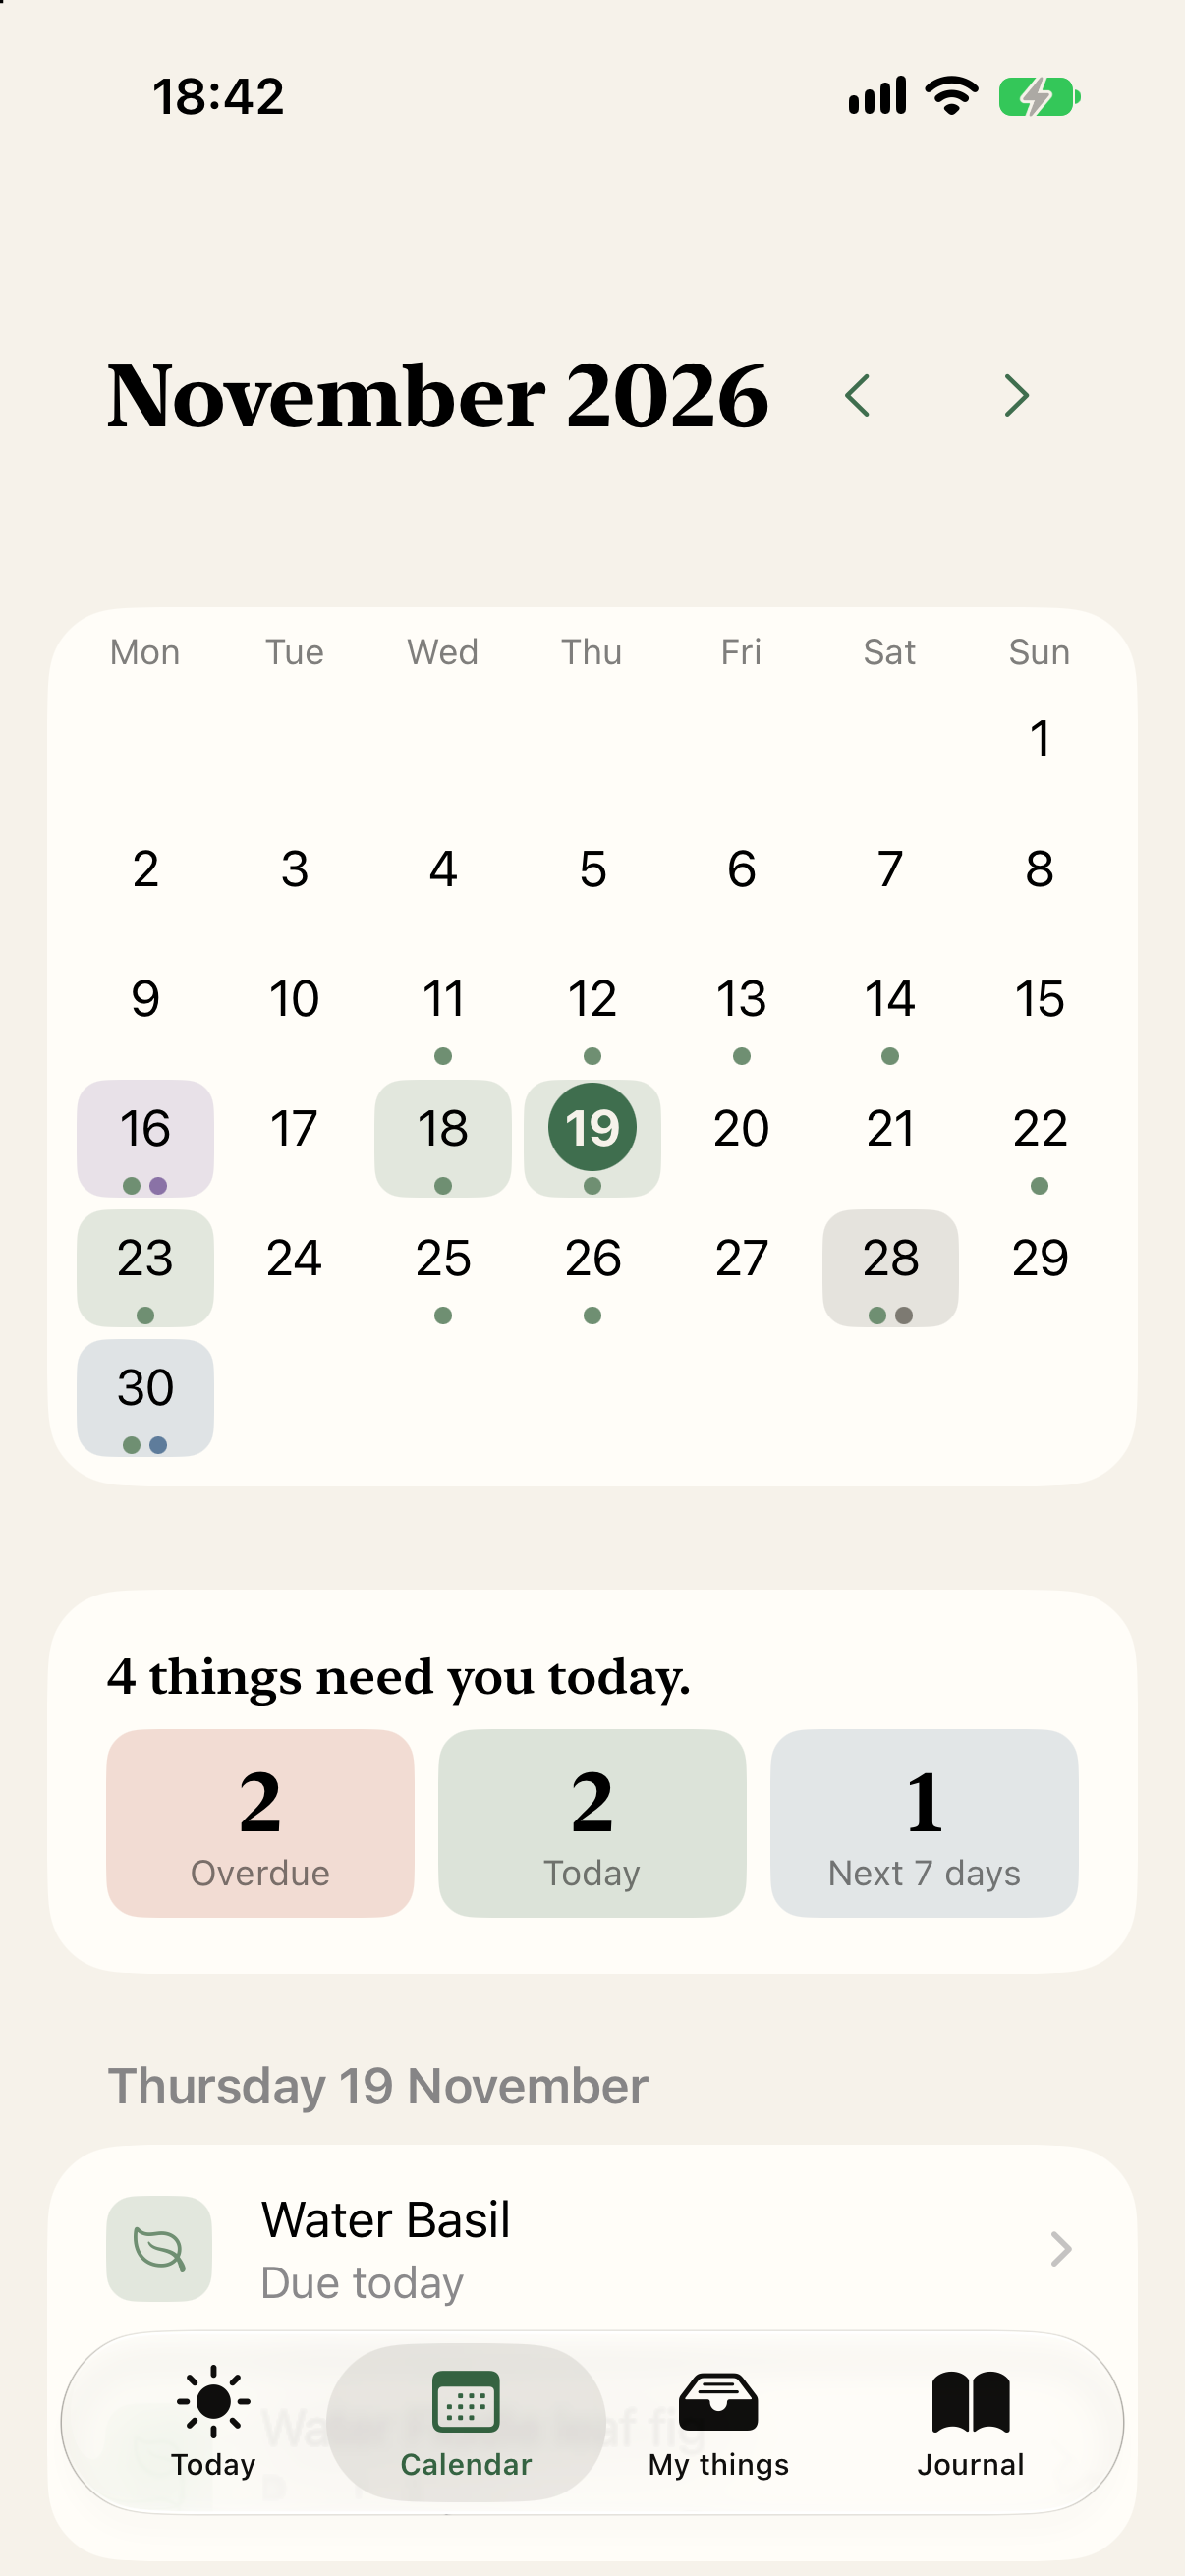 18:42
November 2026
Mon Tue Wed Thu Fri Sat Sun
1
2 3 4 5 6 7 8
9 10 11 12 13 14 15
16 17 18 19 20 21 22
23 24 25 26 27 28 29
30
4 things need you today.
2 2 1
Overdue Today Next 7 days
Thursday 19 November
Water Basil
Due today
Today Calendar My things Journal